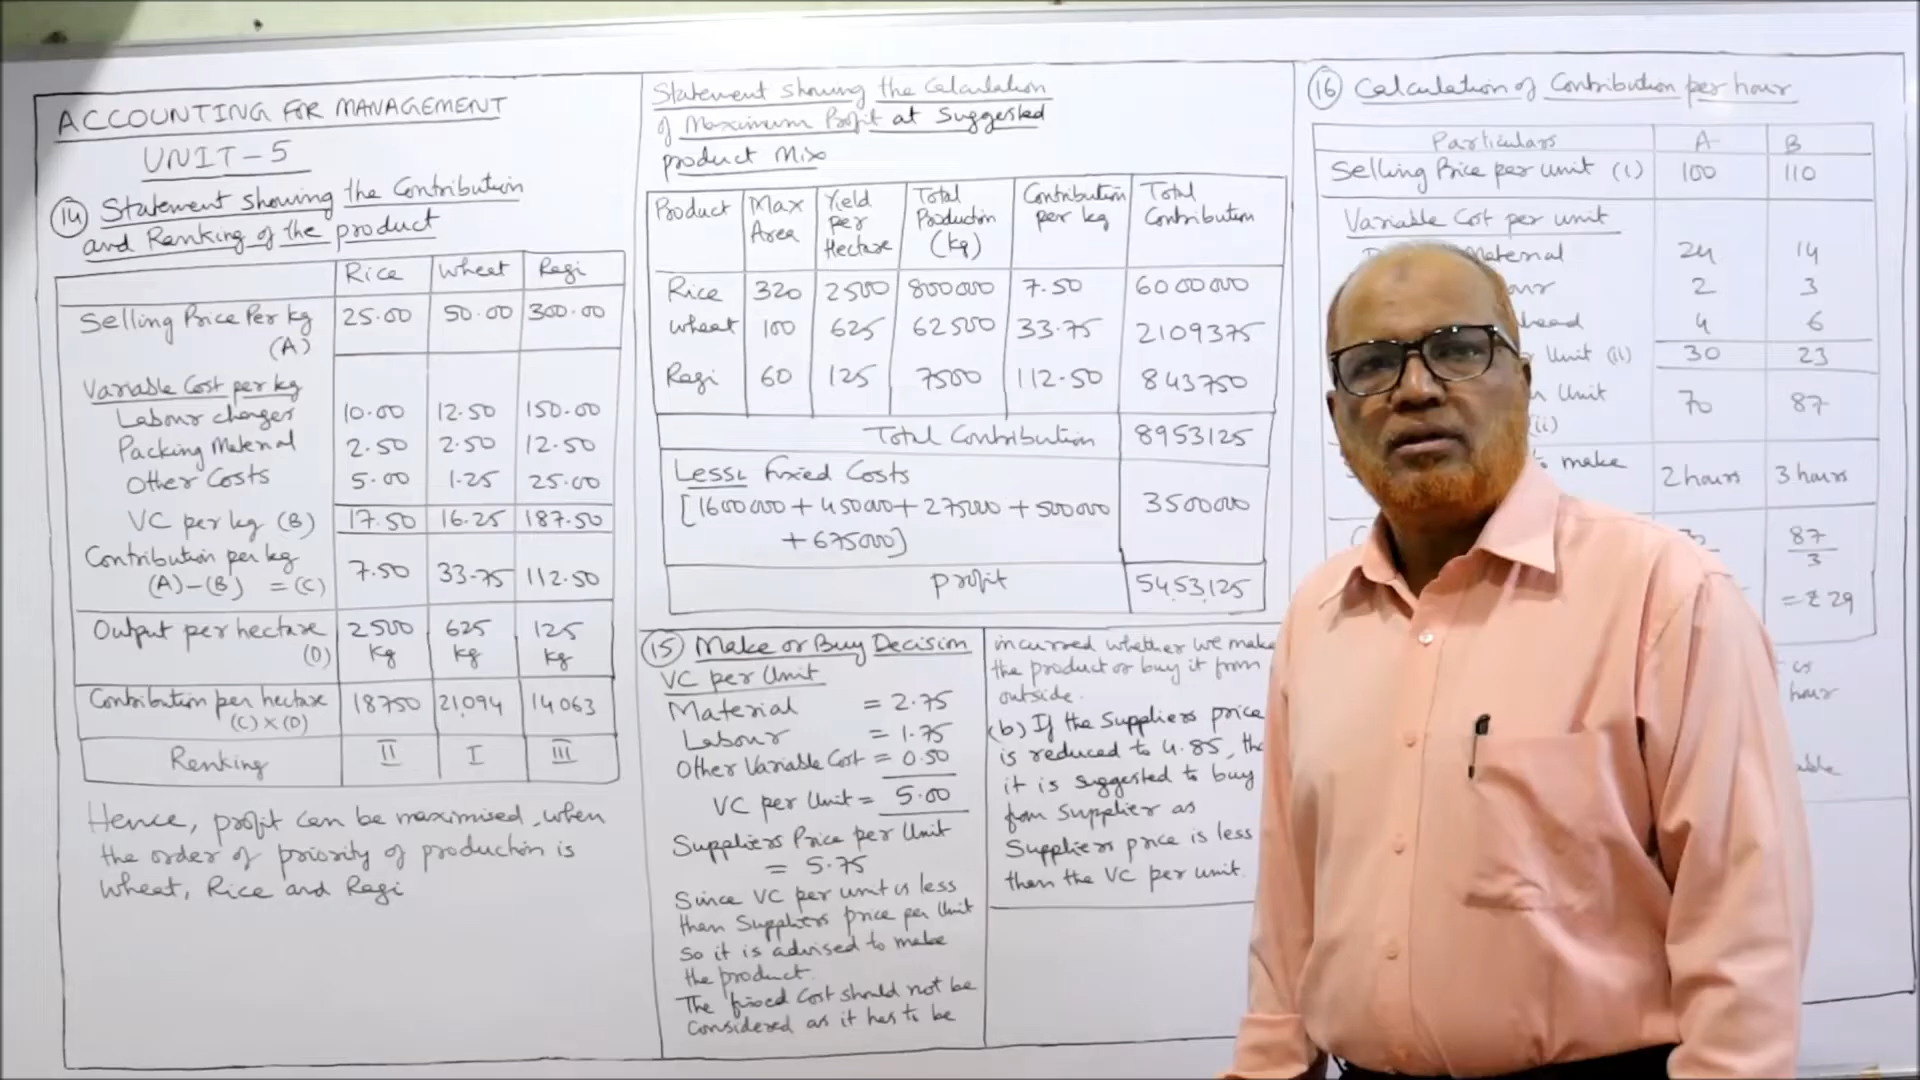 ACCOUNTING FOR MANAGEMENT
UNIT-5
(14) Statement showing the Contribution
and Ranking of the product
Rice Wheat Ragi
Selling Price Per kg (A) 25.00 50.00 300.00
Variable Cost per kg
Labour charges 10.00 12.50 150.00
Packing Material 2.50 2.50 12.50
Other Costs 5.00 1.25 25.00
VC per kg (B) 17.50 16.25 187.50
Contribution per kg
(A)-(B) = (C) 7.50 33.75 112.50
Output per hectare (D) 2500 kg 625 kg 125 kg
Contribution per hectare
(C)x(D) 18750 21,094 14063
Ranking II I III
Hence, profit can be maximised, when
the order of priority of production is
Wheat, Rice and Ragi
Statement showing the Calculation
of Maximum Profit at Suggested
product Mix
Product Max Area Yield per Hectare Total Production (kg) Contribution per kg Total Contribution
Rice 320 2500 800000 7.50 6000000
Wheat 100 625 62500 33.75 2109375
Ragi 60 125 7500 112.50 843750
Total Contribution 8953125
Less: Fixed Costs
[1600000 + 450000 + 275000 + 500000 3500000
+ 675000]
profit 54,53,125
(15) Make or Buy Decision
VC per Unit
Material = 2.75
Labour = 1.75
Other Variable Cost = 0.50
VC per Unit = 5.00
Suppliers Price per Unit
= 5.75
Since VC per unit is less
than Suppliers price per Unit
so it is advised to make
the product.
The fixed Cost should not be
Considered as it has to be
incurred whether we make
the product or buy it from
outside.
(b) If the Suppliers price
is reduced to 4.85,
it is suggested to buy
from Supplier as
Suppliers price is less
than the VC per unit.
(16) Calculation of Contribution per hour
Particulars A B
Selling Price per unit (i) 100 110
Variable Cost per unit
Material 24 14
2 3
4 6
Unit (ii) 30 23
Unit 70 87
(ii)
to make 2 hours 3 hours
87
3
= ₹ 29
is
hour